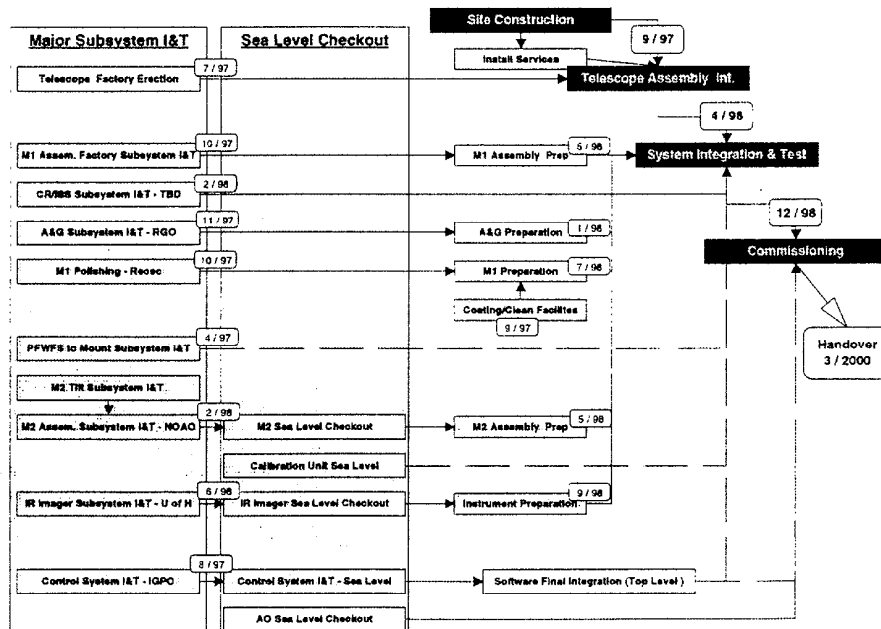 Site Construction
9 / 97
Major Subsystem I&T
Sea Level Checkout
Install Services
7 / 97
Telescope Factory Erection
Telescope Assembly Int.
4 / 98
10 / 97
M1 Assem. Factory Subsystem I&T
5 / 98
M1 Assembly Prep
System Integration & Test
2 / 98
Subsystem I&T - TBD
12 / 98
11 / 97
A&G Subsystem I&T - RGO
1 / 98
A&G Preparation
Commissioning
10 / 97
M1 Polishing - Reosc
7 / 98
M1 Preparation
Coating/Clean Facilites
9 / 97
4 / 97
PFWFS to Mount Subsystem I&T
Handover
3 / 2000
Subsystem I&T
2 / 98
M2 Assem. Subsystem I&T - NOAO
M2 Sea Level Checkout
5 / 98
M2 Assembly Prep
Calibration Unit Sea Level
6 / 98
IR Imager Subsystem I&T - U of H
IR Imager Sea Level Checkout
9 / 98
Instrument Preparation
8 / 97
Control System I&T - IGPO
Control System I&T - Sea Level
Software Final Integration (Top Level )
AO Sea Level Checkout